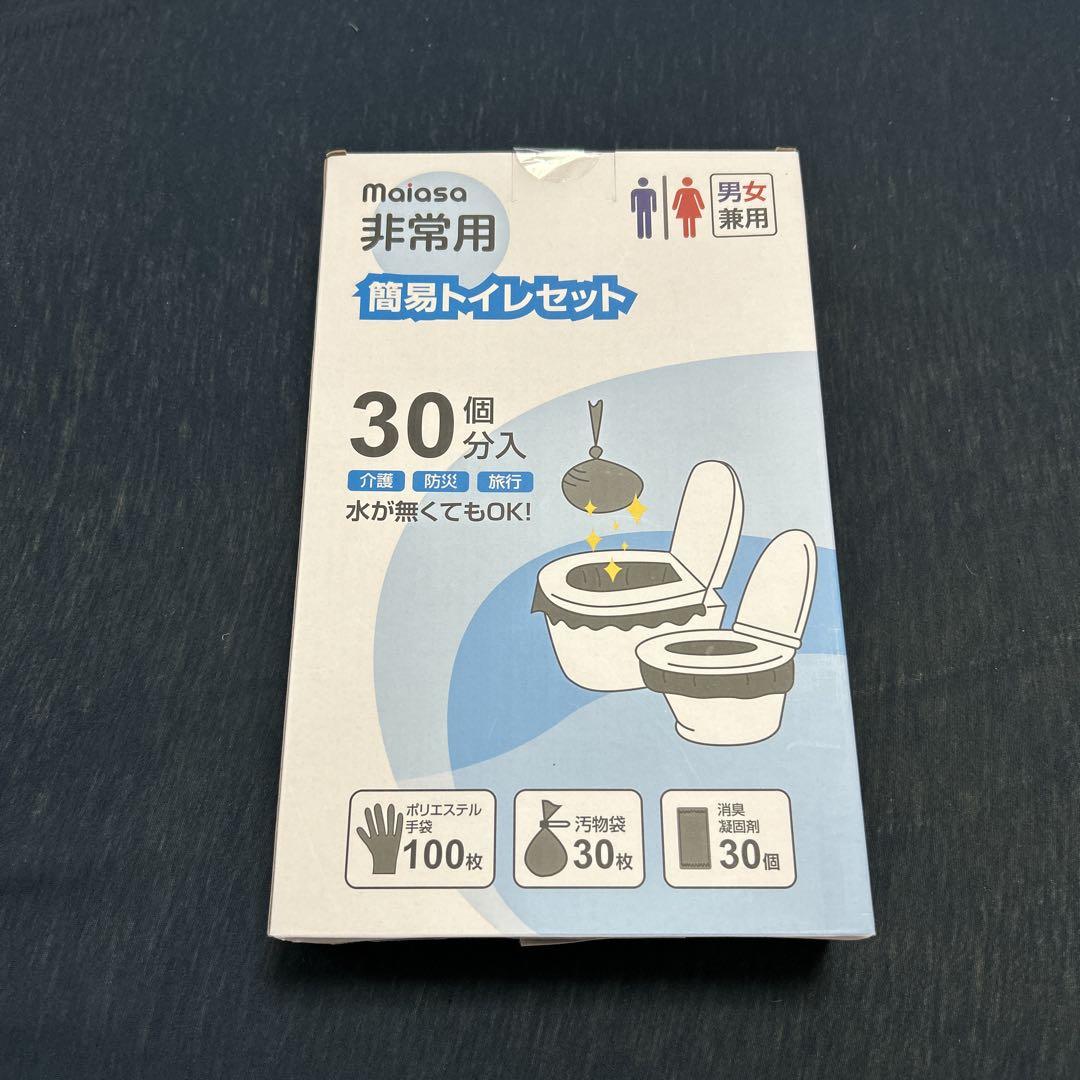 maiasa
非常用
男女
兼用
簡易トイレセット
30個
分入
介護 防災 旅行
水が無くてもOK!
ポリエステル
手袋
100枚
汚物袋
30枚
消臭
凝固剤
30個